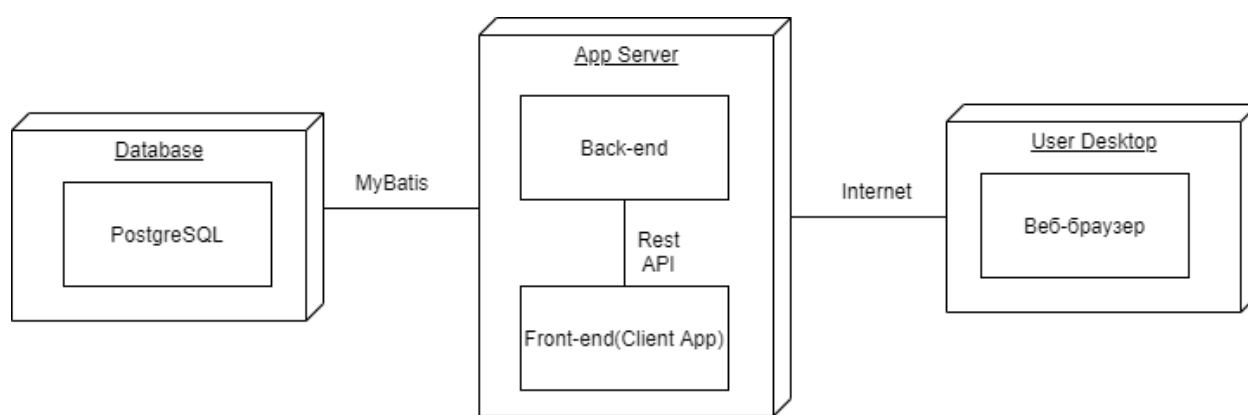 Database
PostgreSQL
MyBatis
App Server
Back-end
Rest
API
Front-end(Client App)
Internet
User Desktop
Веб-браузер